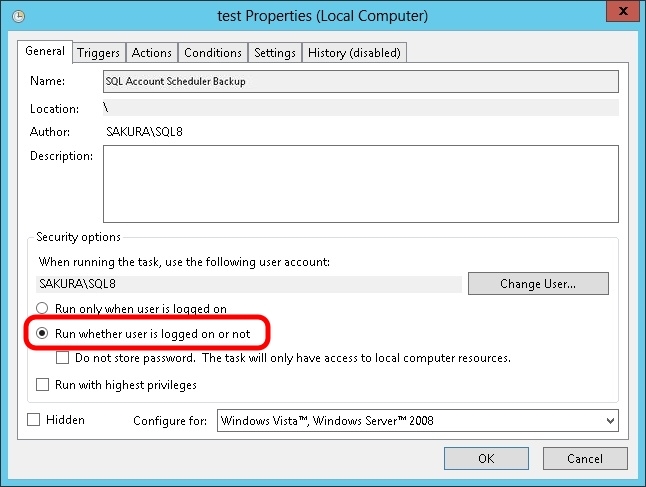 test Properties (Local Computer)
x
General Triggers Actions Conditions Settings History (disabled)
Name: SQL Account Scheduler Backup
Location: \
Author: SAKURA\SQL8
Description:
Security options
When running the task, use the following user account:
SAKURA\SQL8 Change User...
Run only when user is logged on
Run whether user is logged on or not
Do not store password. The task will only have access to local computer resources.
Run with highest privileges
Hidden Configure for: Windows Vista™, Windows Server™ 2008
OK Cancel